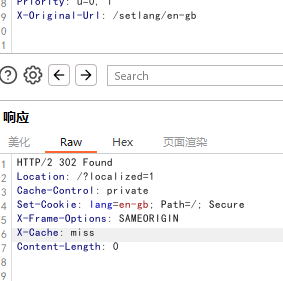 8 Priority: u=0, i
9 X-Original-Url: /setlang/en-gb
0
1
Search
响应
美化 Raw Hex 页面渲染
1 HTTP/2 302 Found
2 Location: /?localized=1
3 Cache-Control: private
4 Set-Cookie: lang=en-gb; Path=/; Secure
5 X-Frame-Options: SAMEORIGIN
6 X-Cache: miss
7 Content-Length: 0
8
9